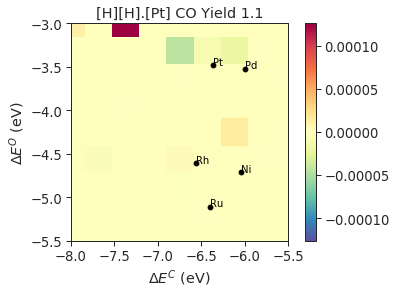 [H][H].[Pt] CO Yield 1.1
−3.0
−3.5
−4.0
−4.5
−5.0
−5.5
ΔE^O (eV)
Pt
Pd
Rh
Ni
Ru
−8.0 −7.5 −7.0 −6.5 −6.0 −5.5
ΔE^C (eV)
0.00010
0.00005
0.00000
−0.00005
−0.00010